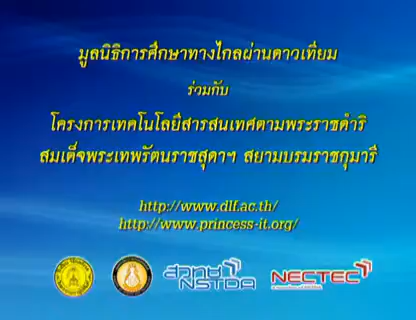 มูลนิธิการศึกษาทางไกลผ่านดาวเทียม
ร่วมกับ
โครงการเทคโนโลยีสารสนเทศตามพระราชดำริ
สมเด็จพระเทพรัตนราชสุดาฯ สยามบรมราชกุมารี
http://www.dlf.ac.th/
http://www.princess-it.org/
สวทช
NSTDA
NECTEC